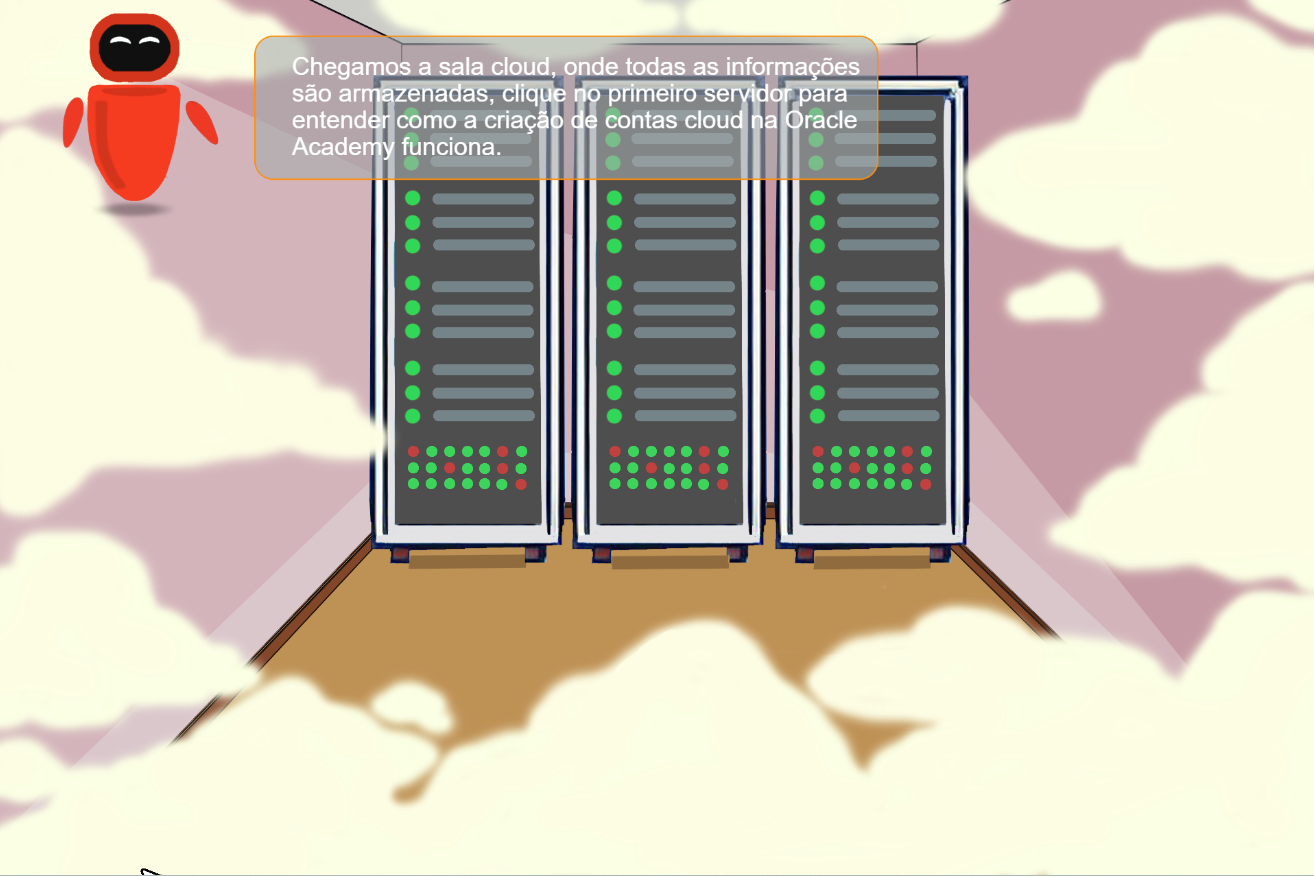 Chegamos a sala cloud, onde todas as informações
são armazenadas, clique no primeiro servidor para
entender como a criação de contas cloud na Oracle
Academy funciona.